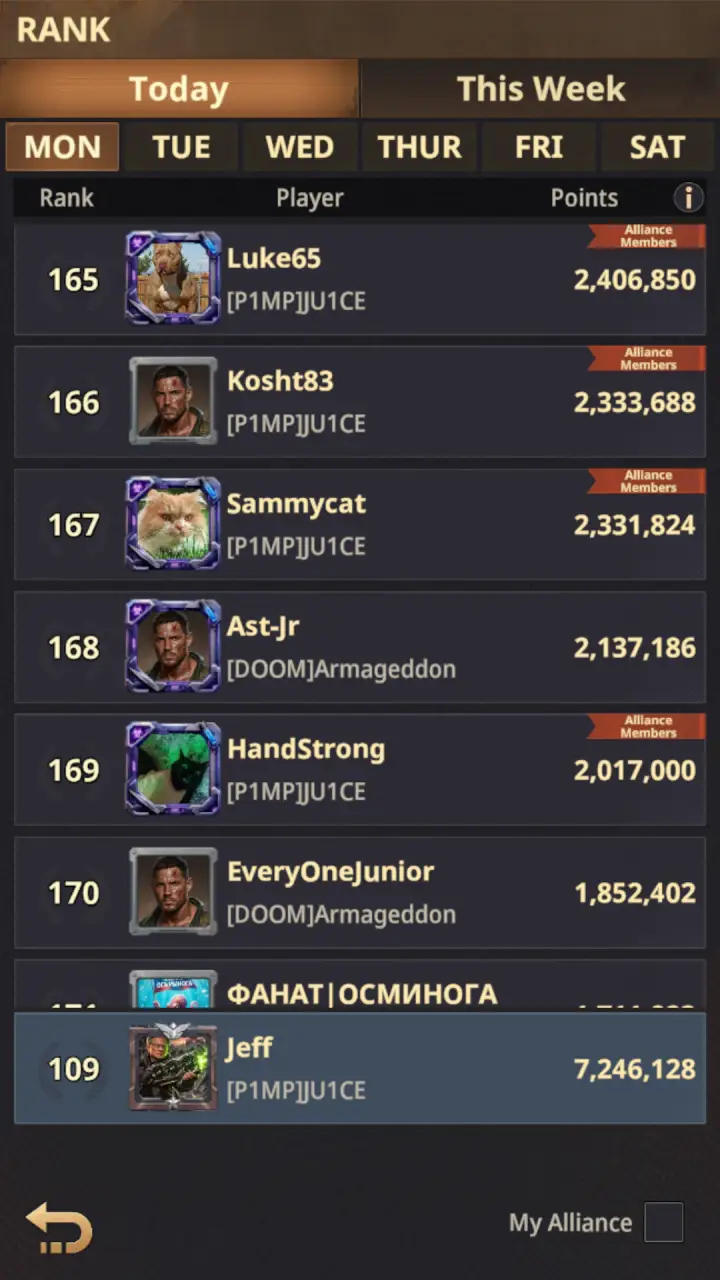 RANK
Today
This Week
MON
TUE
WED
THUR
FRI
SAT
Rank
Player
Points
i
165
Luke65
[P1MP]JU1CE
Alliance
Members
2,406,850
166
Kosht83
[P1MP]JU1CE
Alliance
Members
2,333,688
167
Sammycat
[P1MP]JU1CE
Alliance
Members
2,331,824
168
Ast-Jr
[DOOM]Armageddon
2,137,186
169
HandStrong
[P1MP]JU1CE
Alliance
Members
2,017,000
170
EveryOneJunior
[DOOM]Armageddon
1,852,402
ФАНАТ|ОСМИНОГА
109
Jeff
[P1MP]JU1CE
7,246,128
My Alliance